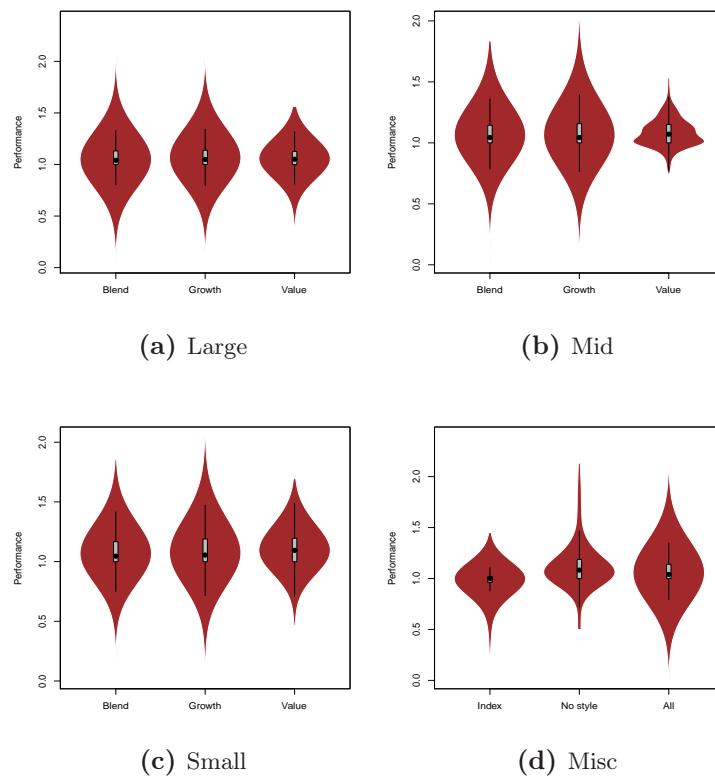 Performance
2.0
1.5
1.0
0.5
0.0
Blend Growth Value
(a) Large
Performance
2.0
1.5
1.0
0.5
0.0
Blend Growth Value
(b) Mid
Performance
2.0
1.5
1.0
0.5
0.0
Blend Growth Value
(c) Small
Performance
2.0
1.5
1.0
0.5
0.0
Index No style All
(d) Misc